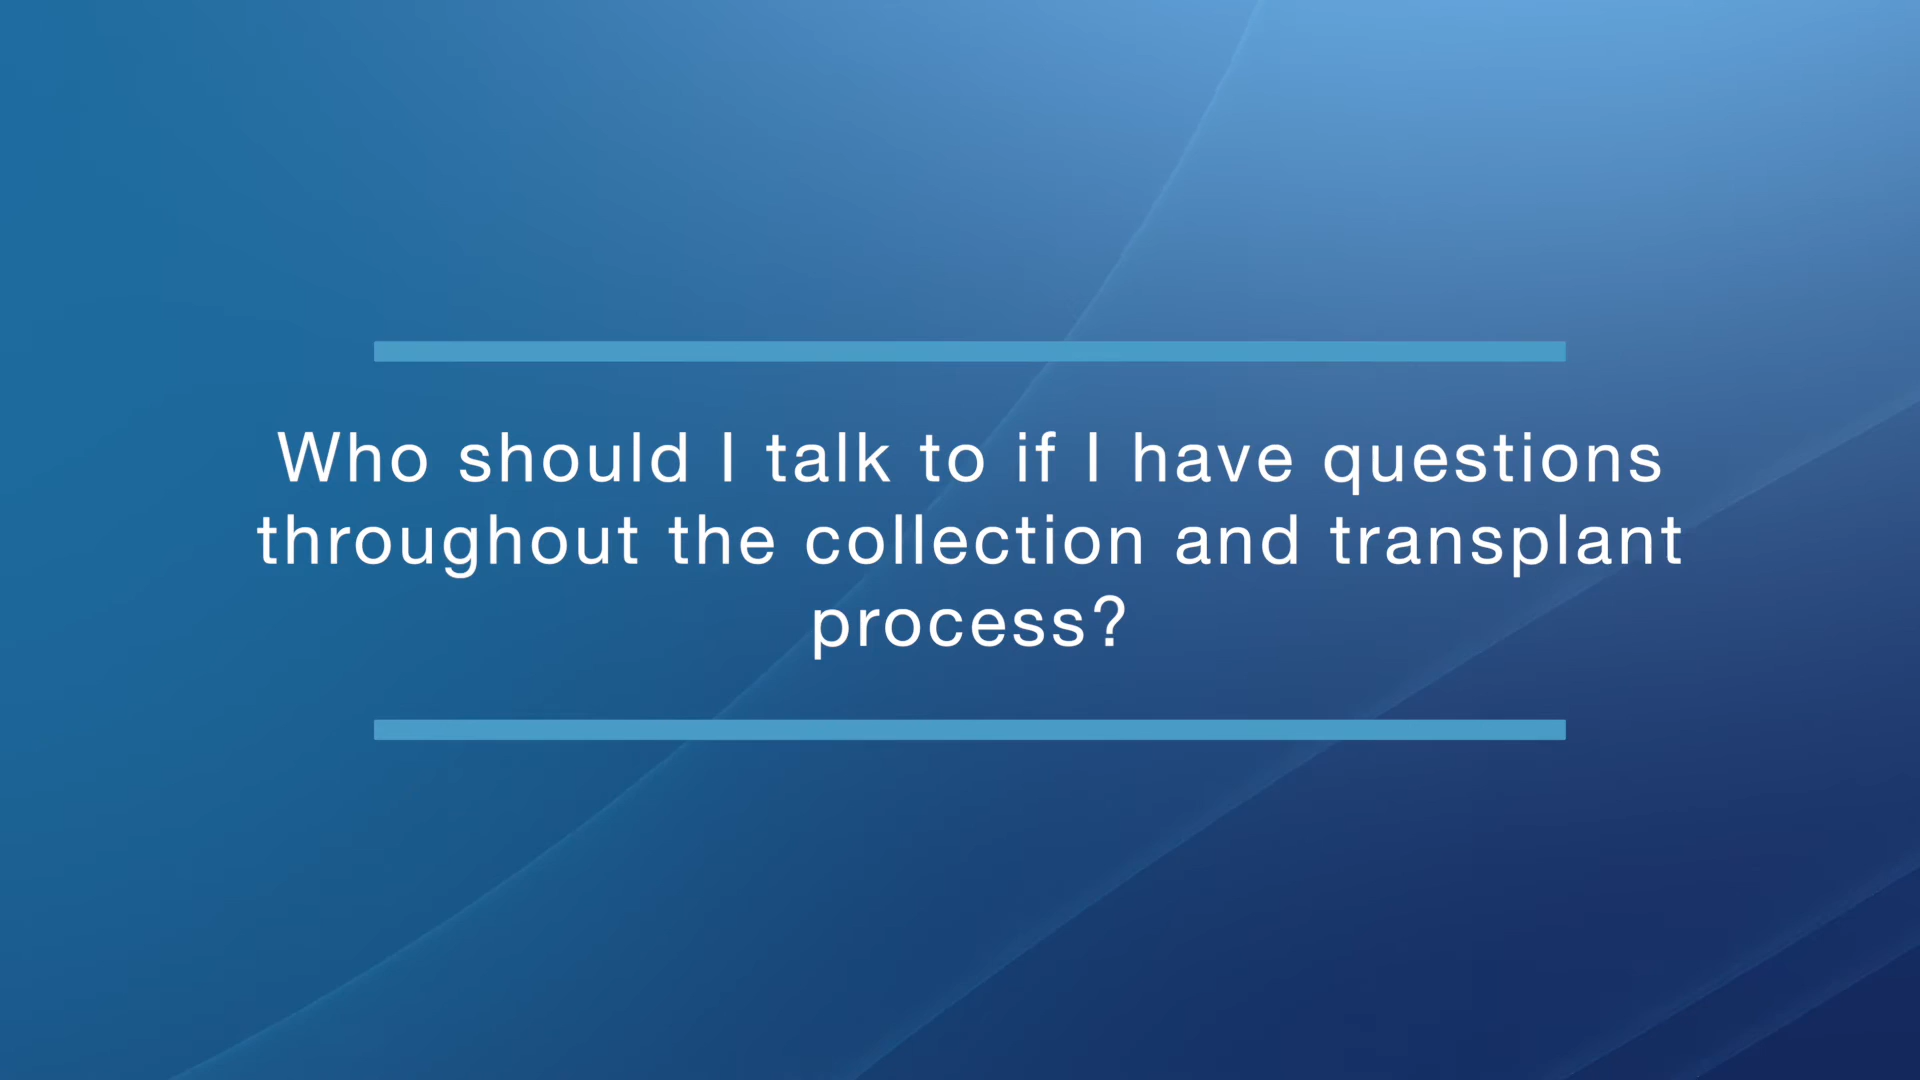 Who should I talk to if I have questions
throughout the collection and transplant
process?